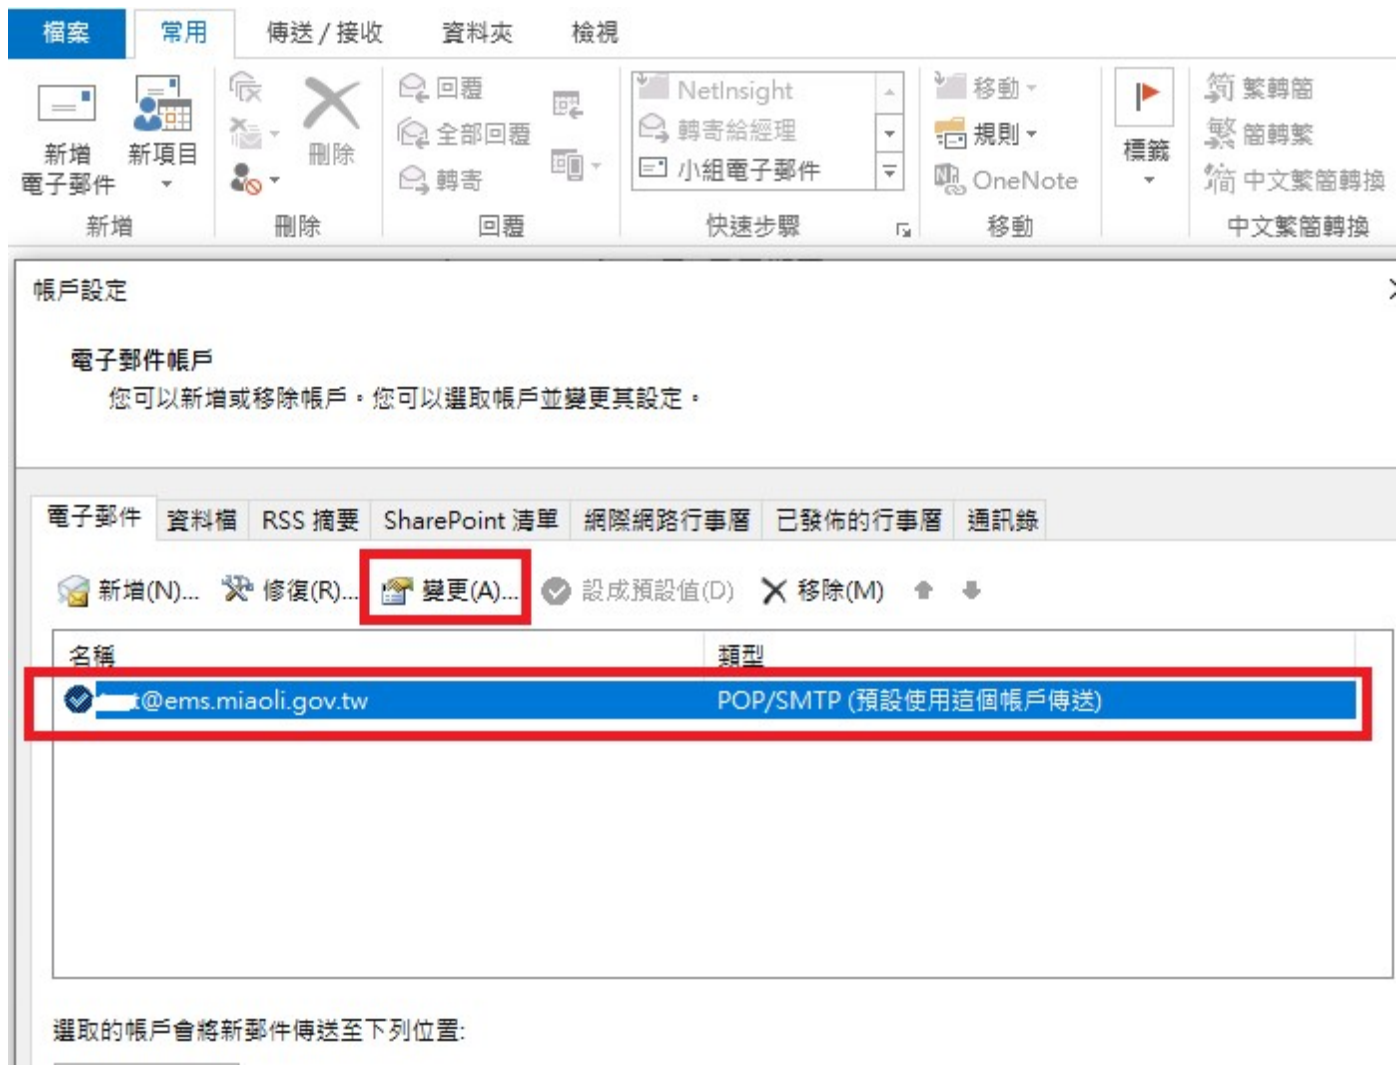 檔案 常用 傳送 / 接收 資料夾 檢視
新增
電子郵件
新項目
新增
刪除
刪除
回覆
全部回覆
轉寄
回覆
NetInsight
轉寄給經理
小組電子郵件
快速步驟
移動
規則
OneNote
移動
標籤
繁轉簡
簡轉繁
中文繁簡轉換
中文繁簡轉換
帳戶設定
電子郵件帳戶
您可以新增或移除帳戶。您可以選取帳戶並變更其設定。
電子郵件 資料檔 RSS 摘要 SharePoint 清單 網際網路行事曆 已發佈的行事曆 通訊錄
新增(N)... 修復(R)... 變更(A)... 設成預設值(D) 移除(M)
名稱 類型
t@ems.miaoli.gov.tw POP/SMTP (預設使用這個帳戶傳送)
選取的帳戶會將新郵件傳送至下列位置: